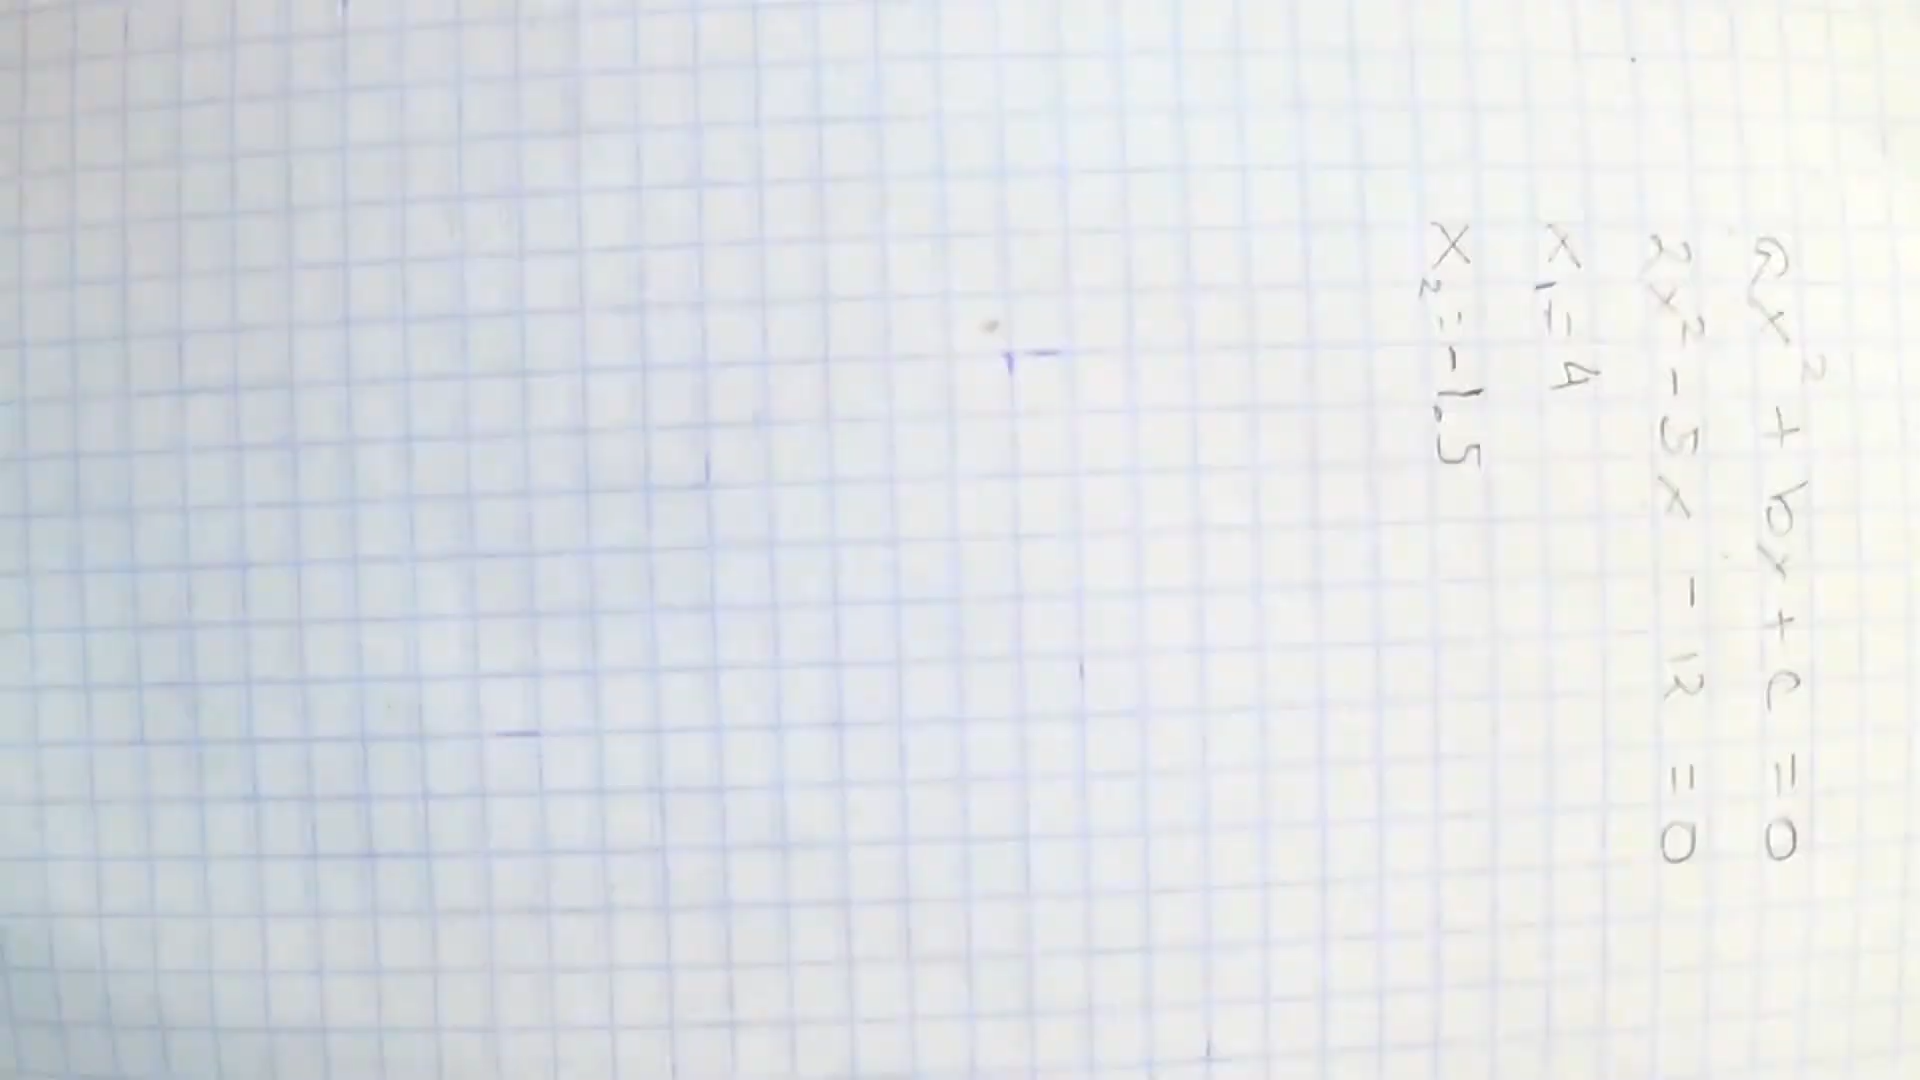 ax² + bx + c = 0
2x² - 5x - 12 = 0
x₁ = 4
x₂ = -1.5